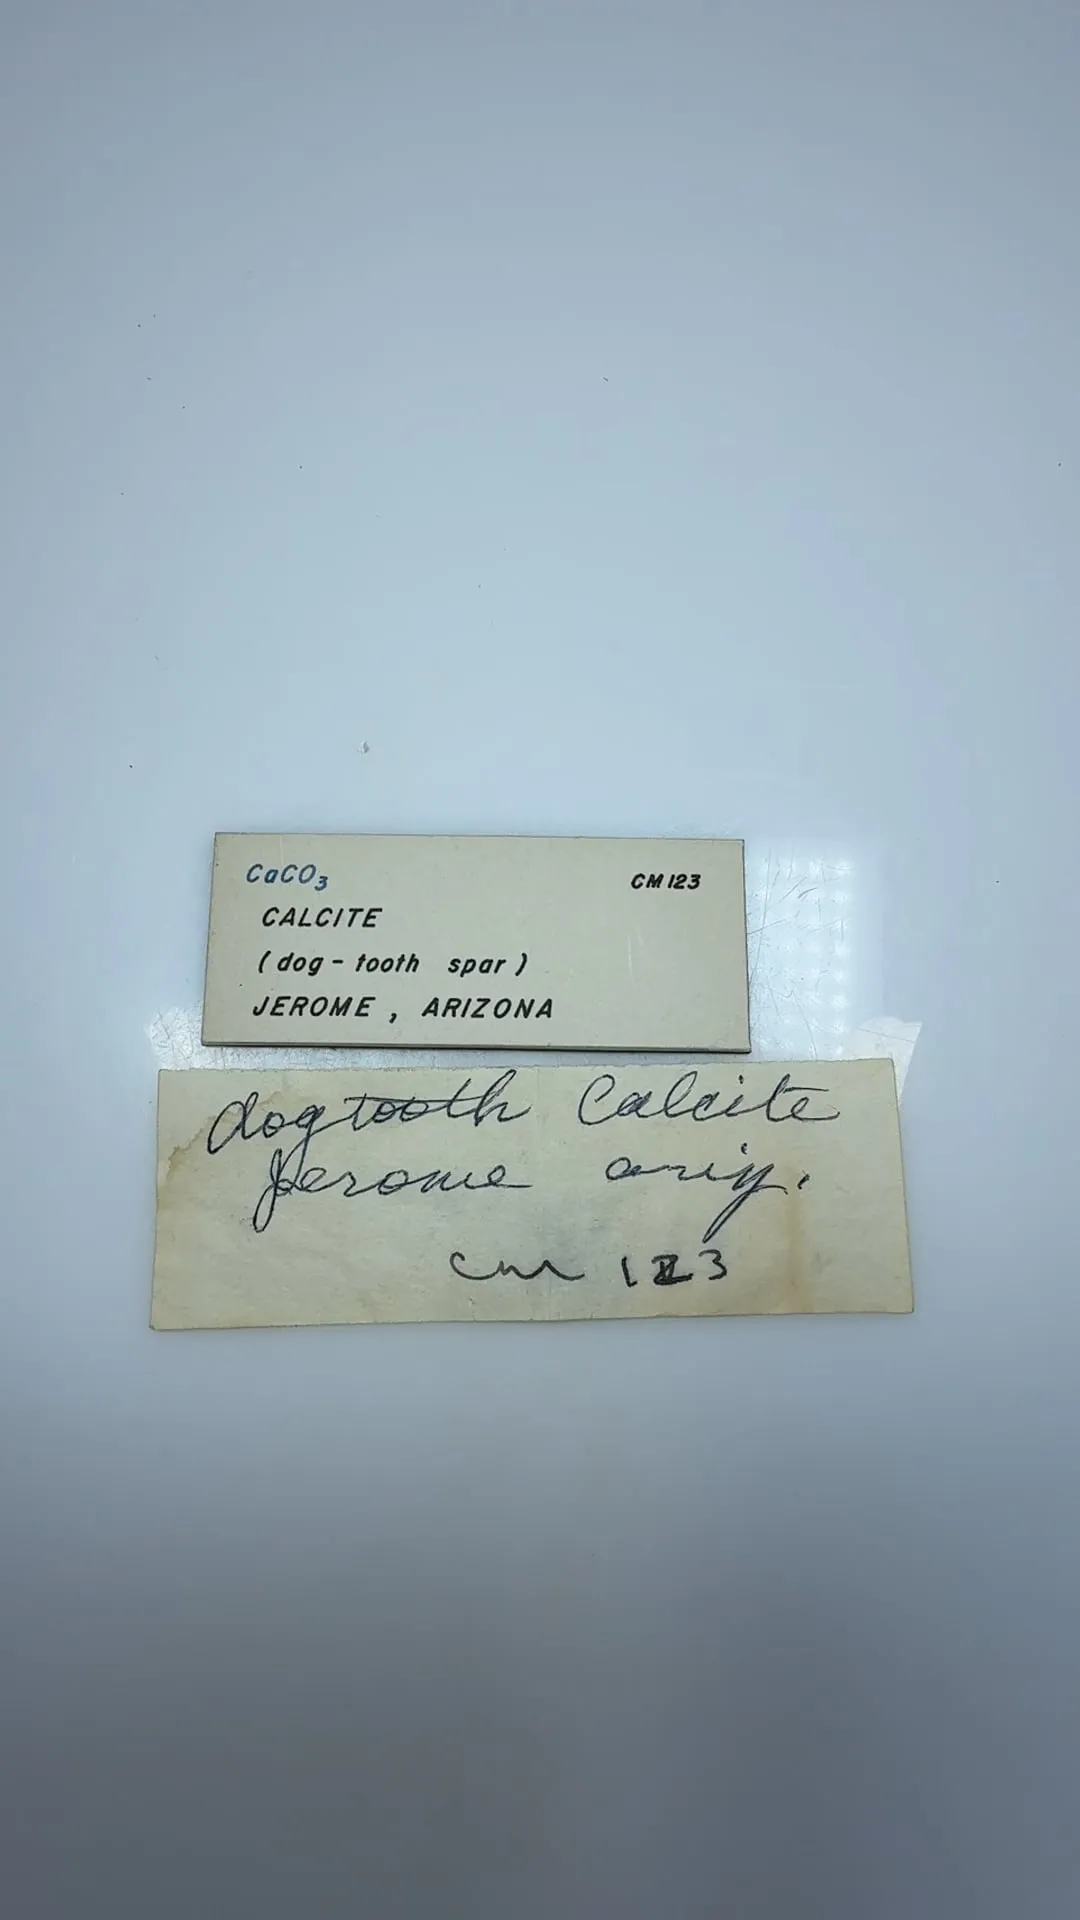 CaCO₃
CM 123
CALCITE
(dog-tooth spar)
JEROME, ARIZONA
dogtooth Calcite
Jerome ariz.
cm 123